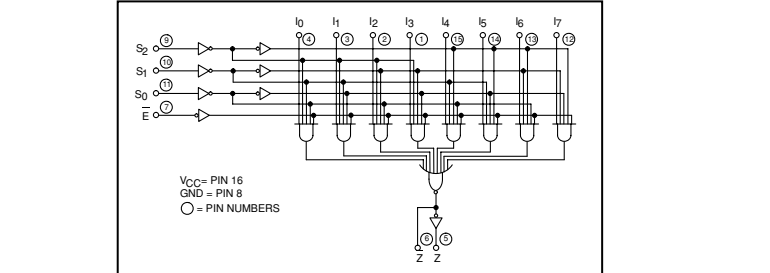 I0 I1 I2 I3 I4 I5 I6 I7
4 3 2 1 15 14 13 12
S2 9
S1 10
S0 11
E 7
VCC= PIN 16
GND = PIN 8
= PIN NUMBERS
6 5
Z Z